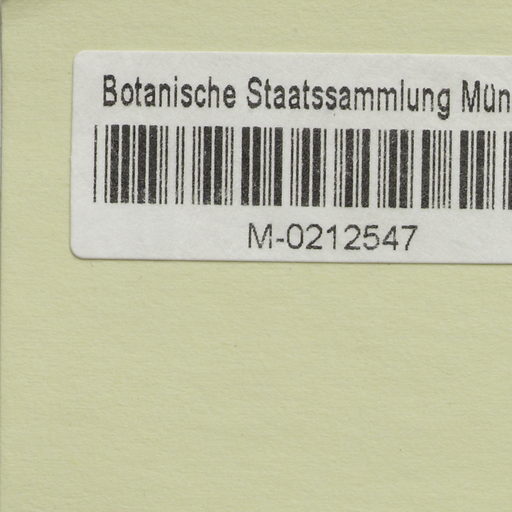 Botanische Staatssammlung Mün
M-0212547